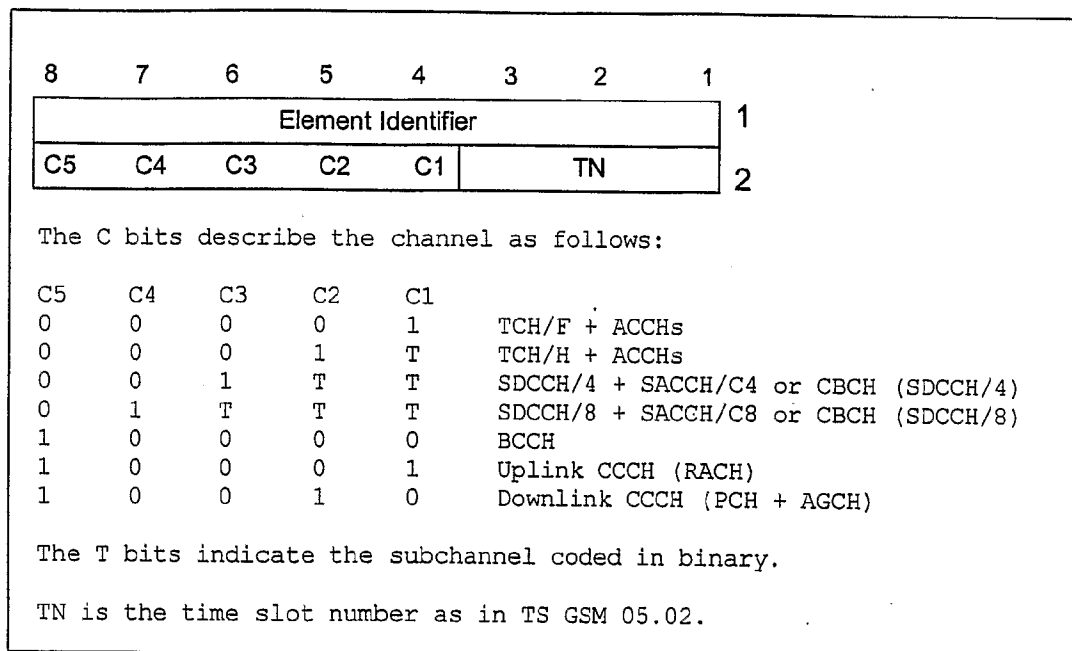 8 7 6 5 4 3 2 1
Element Identifier 1
C5 C4 C3 C2 C1 TN 2
The C bits describe the channel as follows:
C5 C4 C3 C2 C1
0 0 0 0 1 TCH/F + ACCHs
0 0 0 1 T TCH/H + ACCHs
0 0 1 T T SDCCH/4 + SACCH/C4 or CBCH (SDCCH/4)
0 1 T T T SDCCH/8 + SACCH/C8 or CBCH (SDCCH/8)
1 0 0 0 0 BCCH
1 0 0 0 1 Uplink CCCH (RACH)
1 0 0 1 0 Downlink CCCH (PCH + AGCH)
The T bits indicate the subchannel coded in binary.
TN is the time slot number as in TS GSM 05.02.